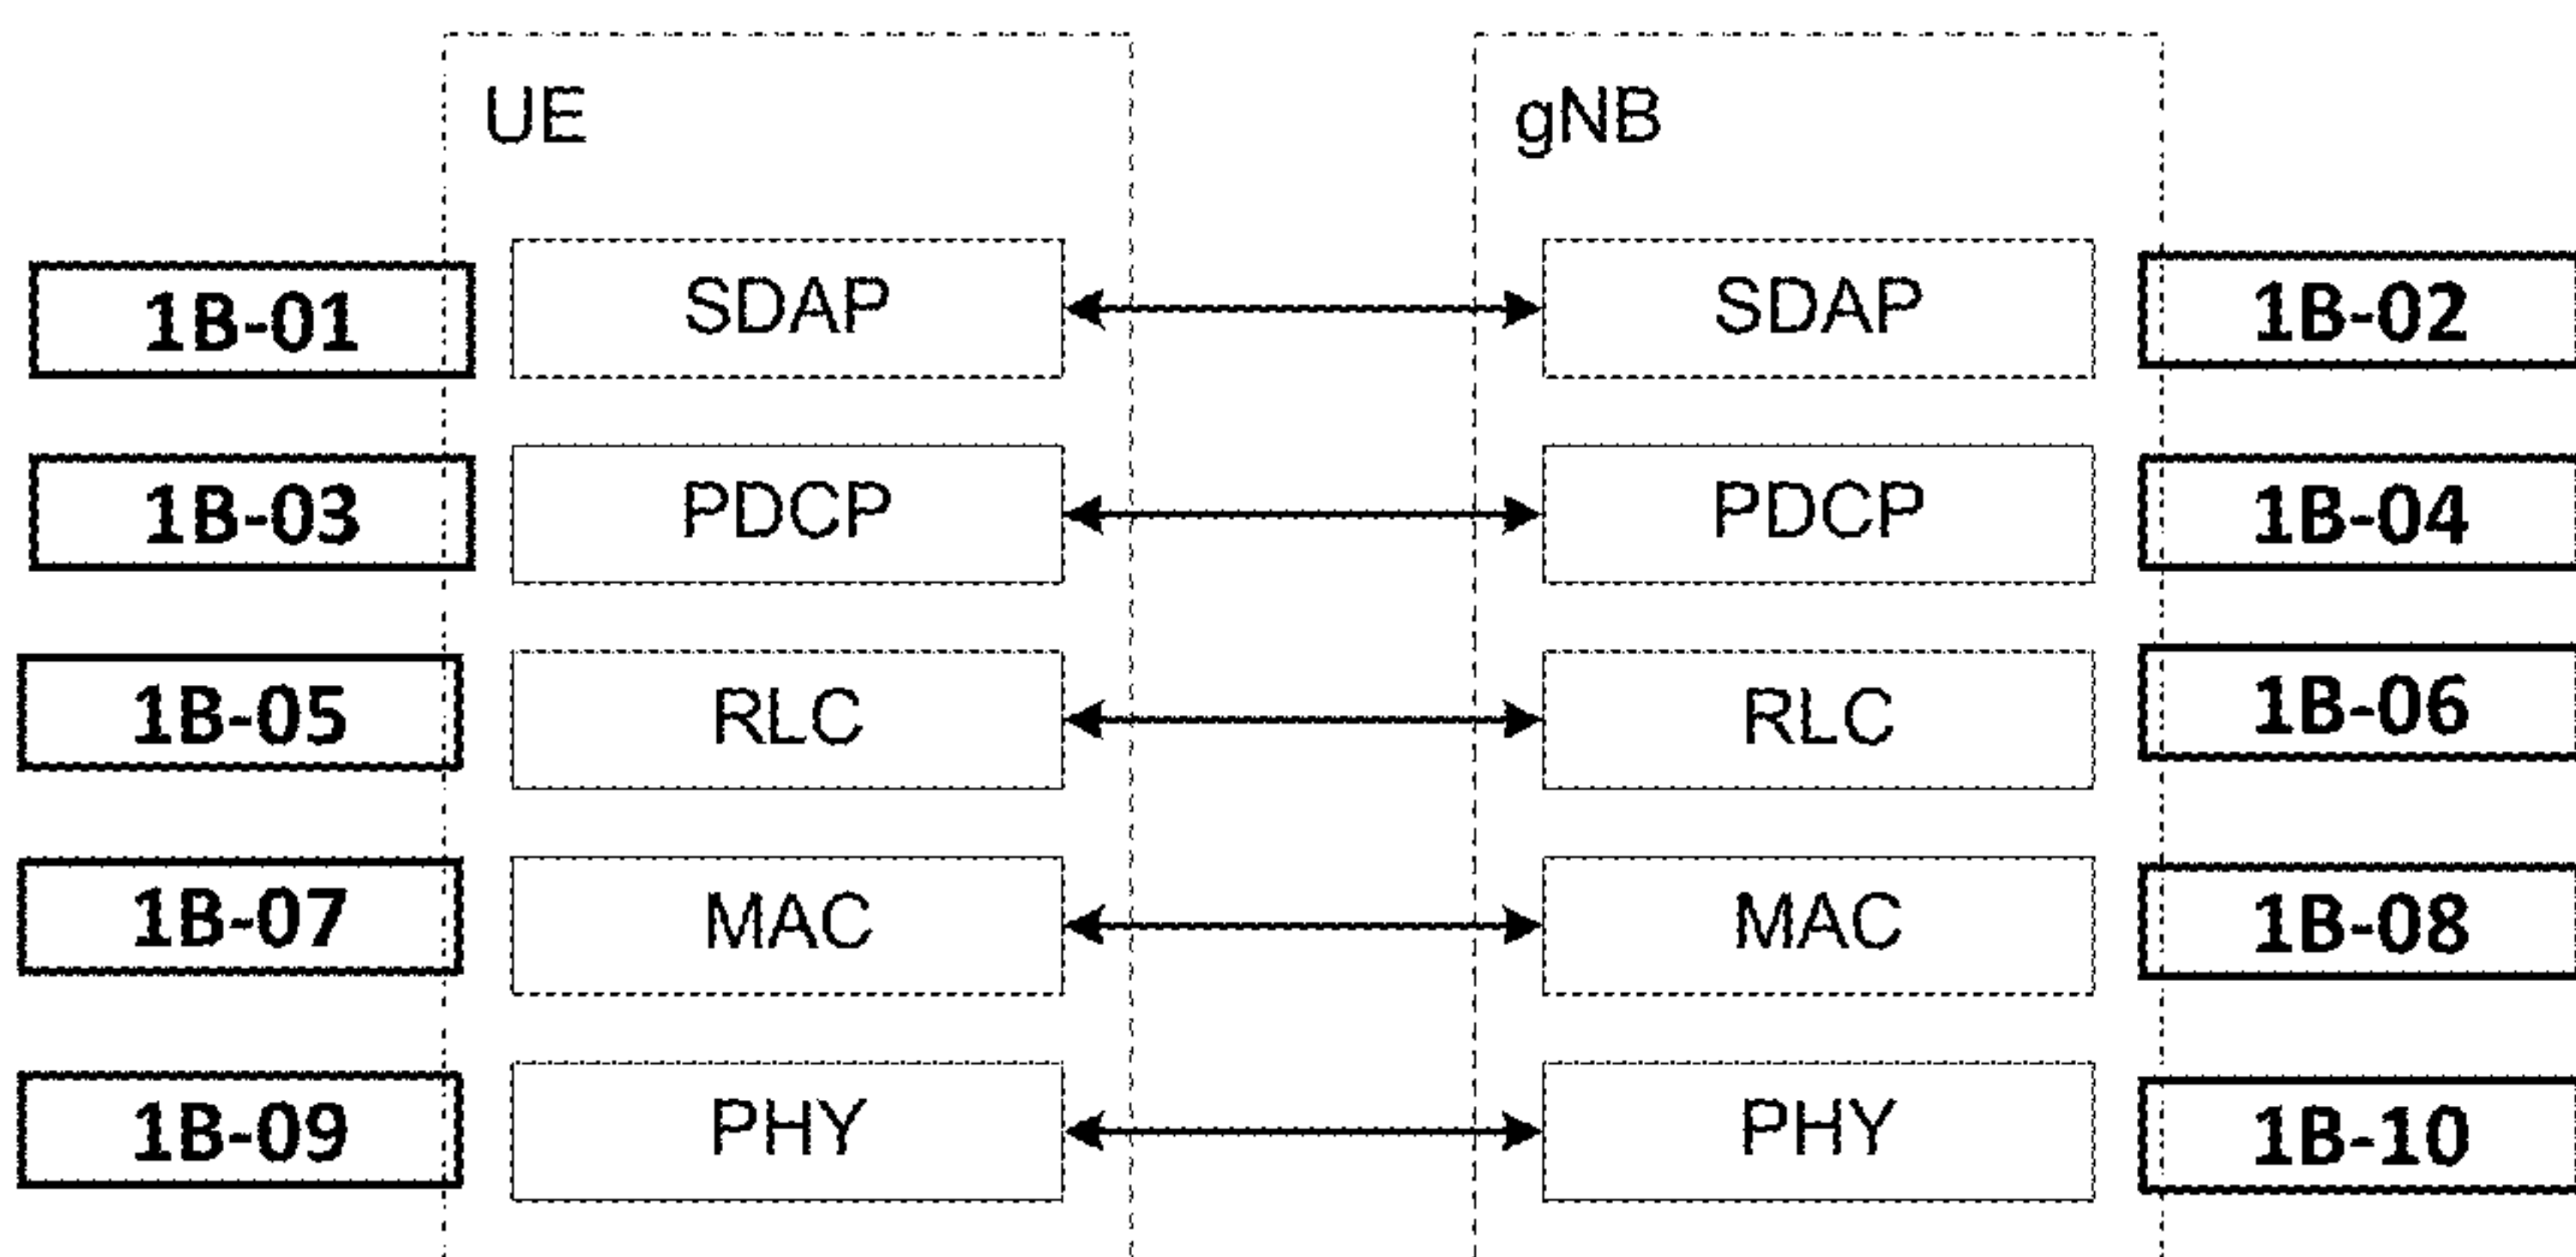 UE gNB
1B-01 SDAP SDAP 1B-02
1B-03 PDCP PDCP 1B-04
1B-05 RLC RLC 1B-06
1B-07 MAC MAC 1B-08
1B-09 PHY PHY 1B-10